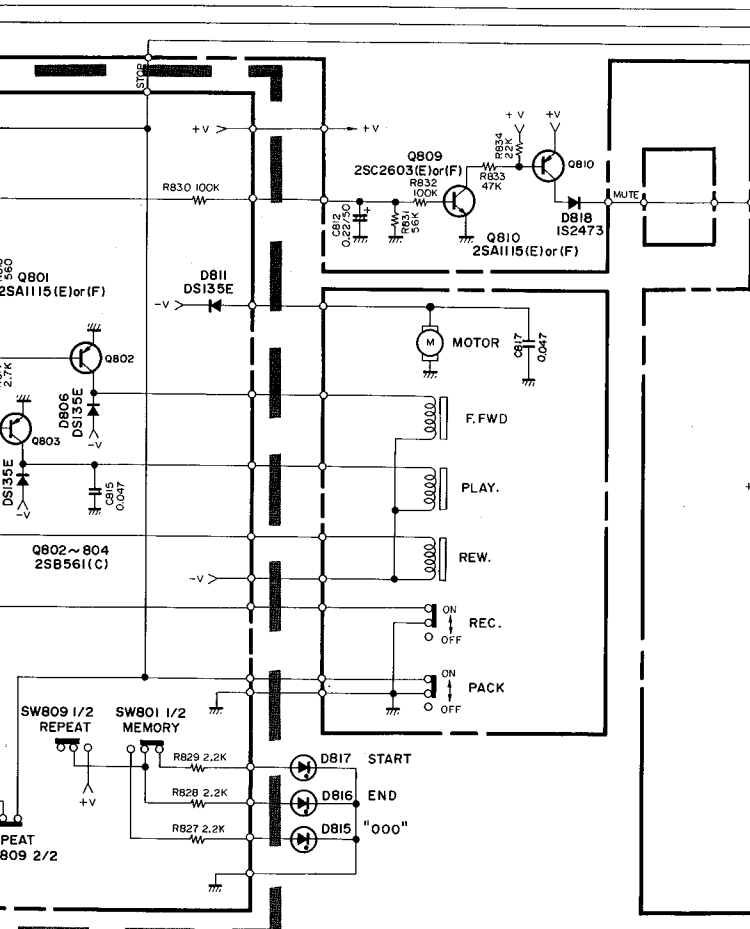 STOP
+V
+V
+V
+V
Q809
2SC2603(E)or(F)
R834
22K
Q810
R830 100K
R832
100K
R833
47K
C812
0.22/50
+
R831
56K
D818
1S2473
MUTE
Q810
2SA1115(E)or(F)
560
Q801
2SA1115(E)or(F)
D811
DS135E
-V
M
MOTOR
C817
0.047
2.7K
Q802
D806
DS135E
-V
F.FWD
Q803
DS135E
-V
C815
0.047
PLAY.
Q802~804
2SB561(C)
REW.
-V
ON
OFF
REC.
ON
OFF
PACK
SW809 1/2
REPEAT
SW801 1/2
MEMORY
+V
R829 2.2K
D817
START
R828 2.2K
D816
END
R827 2.2K
D815
"000"
PEAT
809 2/2